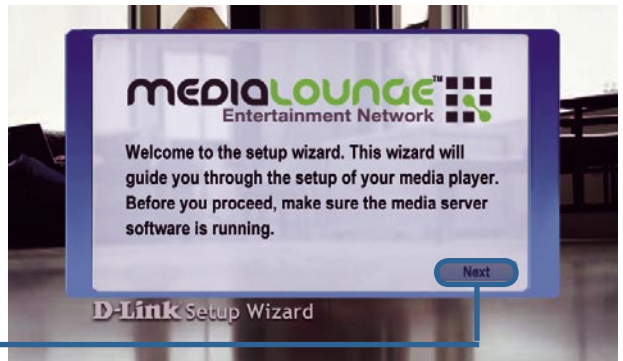 MEDIALOUNGE™
Entertainment Network
Welcome to the setup wizard. This wizard will
guide you through the setup of your media player.
Before you proceed, make sure the media server
software is running.
Next
D-Link Setup Wizard